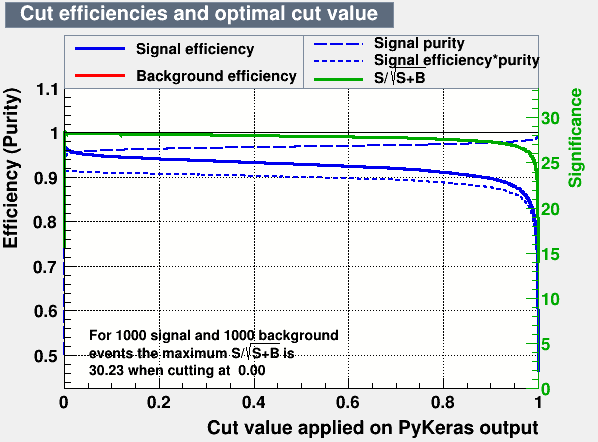 Cut efficiencies and optimal cut value
Signal efficiency
Background efficiency
Signal purity
Signal efficiency*purity
S/√S+B
Efficiency (Purity)
1.1
1
0.9
0.8
0.7
0.6
0.5
Significance
30
25
20
15
10
5
0
For 1000 signal and 1000 background
events the maximum S/√S+B is
30.23 when cutting at 0.00
0 0.2 0.4 0.6 0.8 1
Cut value applied on PyKeras output